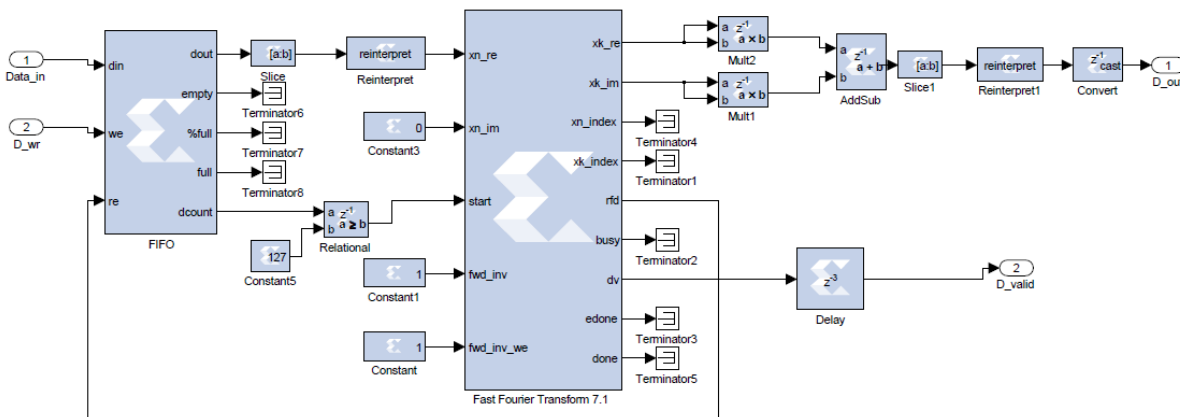 1
Data_in
2
D_wr
din
we
re
dout
empty
%full
full
dcount
FIFO
[a:b]
Slice
reinterpret
Reinterpret
Terminator6
Terminator7
Terminator8
0
Constant3
127
Constant5
a
b
z-1
a ≥ b
Relational
1
Constant1
1
Constant
xn_re
xn_im
start
fwd_inv
fwd_inv_we
xk_re
xk_im
xn_index
xk_index
rfd
busy
dv
edone
done
Fast Fourier Transform 7.1
a
b
z-1
a × b
Mult2
a
b
z-1
a × b
Mult1
Terminator4
Terminator1
Terminator2
Terminator3
Terminator5
a
b
z-1
a + b
AddSub
[a:b]
Slice1
reinterpret
Reinterpret1
z-1
cast
Convert
1
D_ou
z-3
Delay
2
D_valid